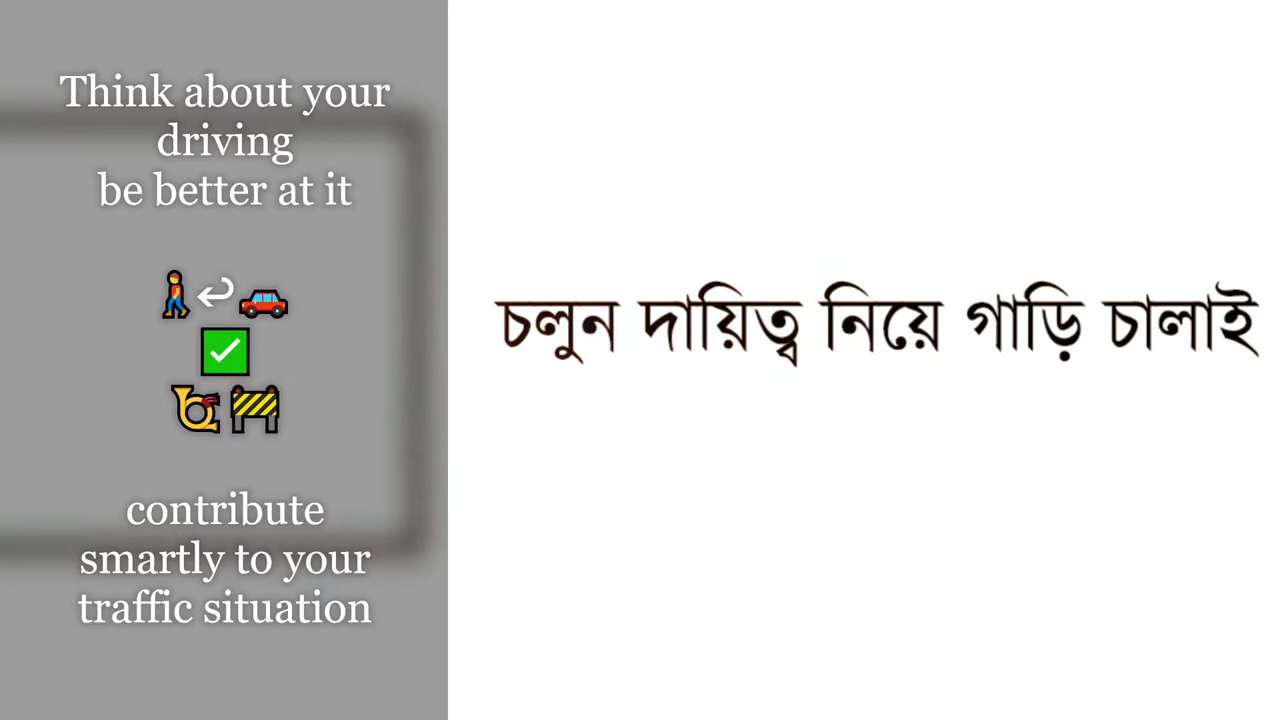 Think about your
driving
be better at it
contribute
smartly to your
traffic situation
চলুন দায়িত্ব নিয়ে গাড়ি চালাই